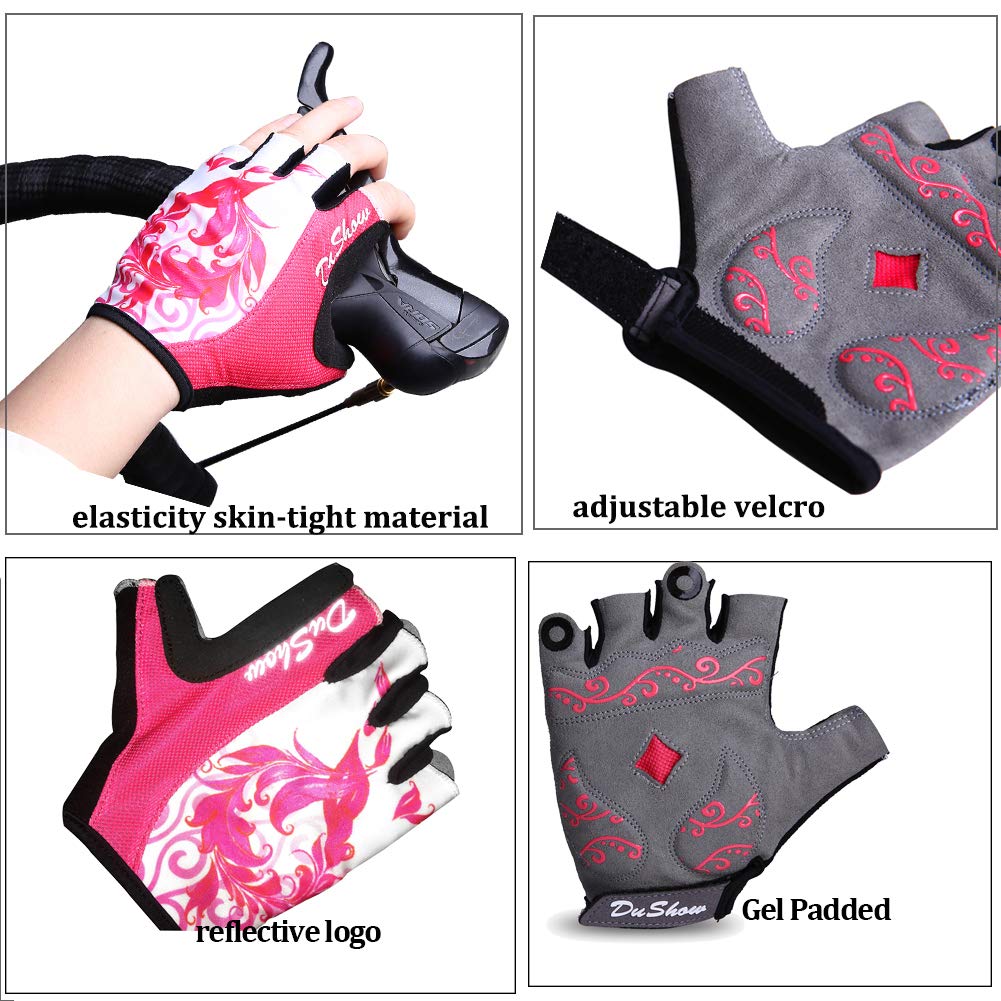 DuShow
elasticity skin-tight material
adjustable velcro
DuShow
reflective logo
DuShow
Gel Padded